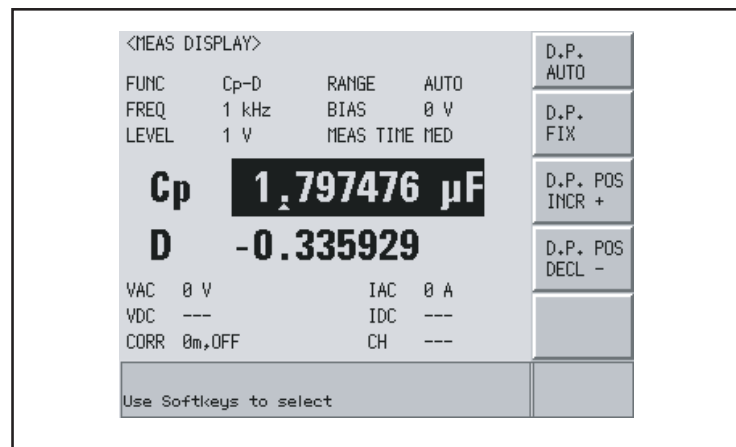 <MEAS DISPLAY>
FUNC Cp-D RANGE AUTO
FREQ 1 kHz BIAS 0 V
LEVEL 1 V MEAS TIME MED
Cp 1.797476 µF
D -0.335929
VAC 0 V IAC 0 A
VDC --- IDC ---
CORR 0m,OFF CH ---
Use Softkeys to select
D.P.
AUTO
D.P.
FIX
D.P. POS
INCR +
D.P. POS
DECL -